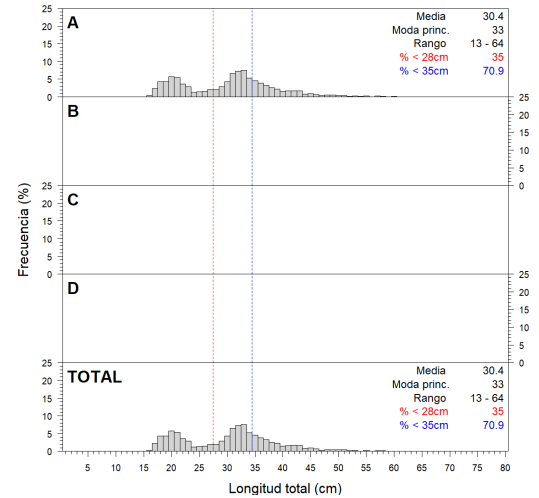 25
20
15
10
5
0
A
Media 30.4
Moda princ. 33
Rango 13 - 64
% < 28cm 35
% < 35cm 70.9
B
25
20
15
10
5
0
25
20
15
10
5
0
C
D
25
20
15
10
5
0
25
20
15
10
5
0
TOTAL
Media 30.4
Moda princ. 33
Rango 13 - 64
% < 28cm 35
% < 35cm 70.9
Frecuencia (%)
5 10 15 20 25 30 35 40 45 50 55 60 65 70 75 80
Longitud total (cm)